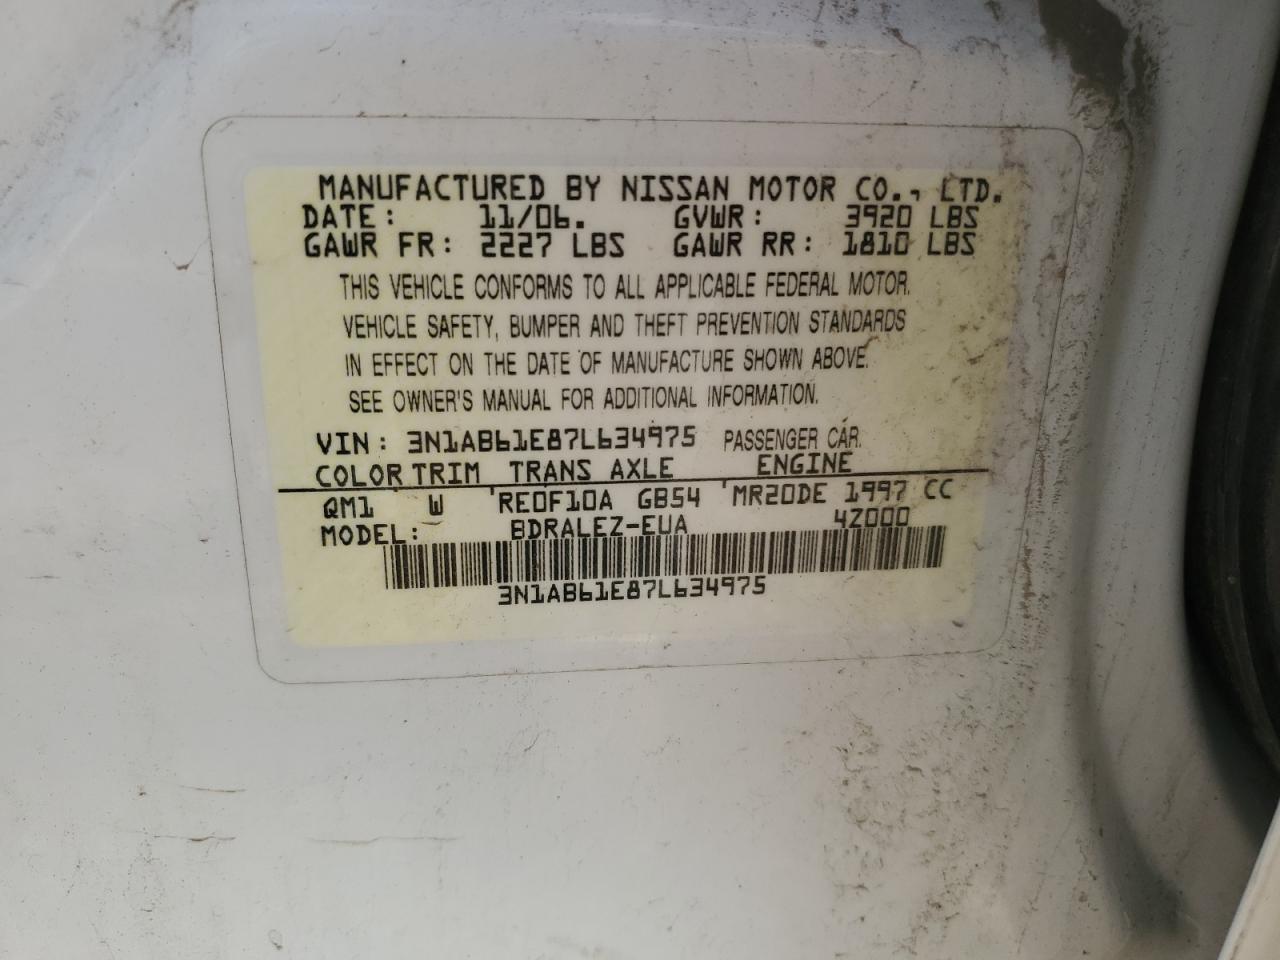 MANUFACTURED BY NISSAN MOTOR CO., LTD.
DATE: 11/06. GVWR: 3920 LBS
GAWR FR: 2227 LBS GAWR RR: 1810 LBS
THIS VEHICLE CONFORMS TO ALL APPLICABLE FEDERAL MOTOR
VEHICLE SAFETY, BUMPER AND THEFT PREVENTION STANDARDS
IN EFFECT ON THE DATE OF MANUFACTURE SHOWN ABOVE.
SEE OWNER'S MANUAL FOR ADDITIONAL INFORMATION.
VIN: 3N1AB61E87L634975 PASSENGER CAR
COLOR TRIM TRANS AXLE ENGINE
QM1 W 'RE0F10A GB54 'MR20DE 1997 CC
MODEL: BDRALEZ-EUA 4Z000
3N1AB61E87L634975